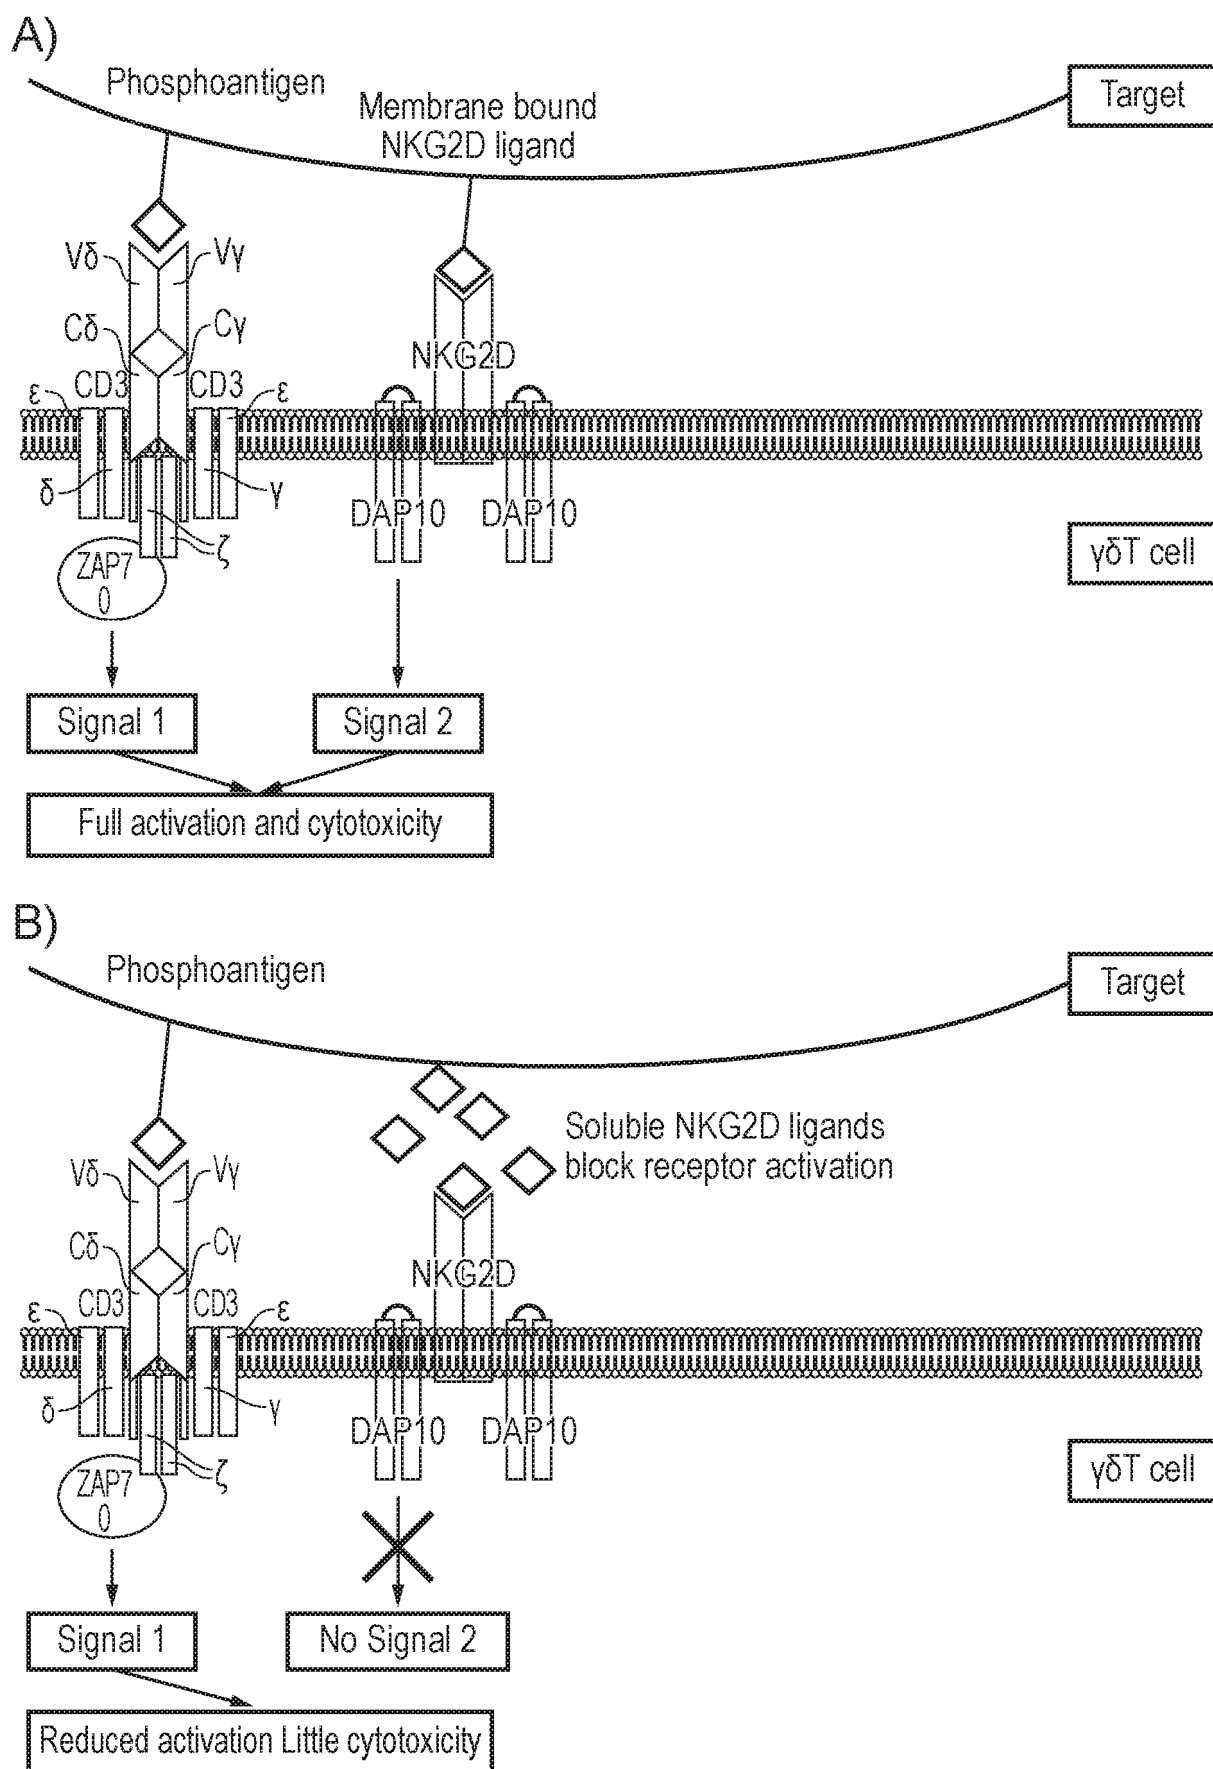 A)
Phosphoantigen
Membrane bound
NKG2D ligand
Target
Vδ
Vγ
Cδ
Cγ
NKG2D
ε
CD3
CD3
ε
δ
γ
DAP10
DAP10
ζ
γδT cell
ZAP7
0
Signal 1
Signal 2
Full activation and cytotoxicity
B)
Phosphoantigen
Target
Soluble NKG2D ligands
block receptor activation
Vδ
Vγ
Cδ
Cγ
NKG2D
ε
CD3
CD3
ε
δ
γ
DAP10
DAP10
ζ
γδT cell
ZAP7
0
Signal 1
No Signal 2
Reduced activation Little cytotoxicity